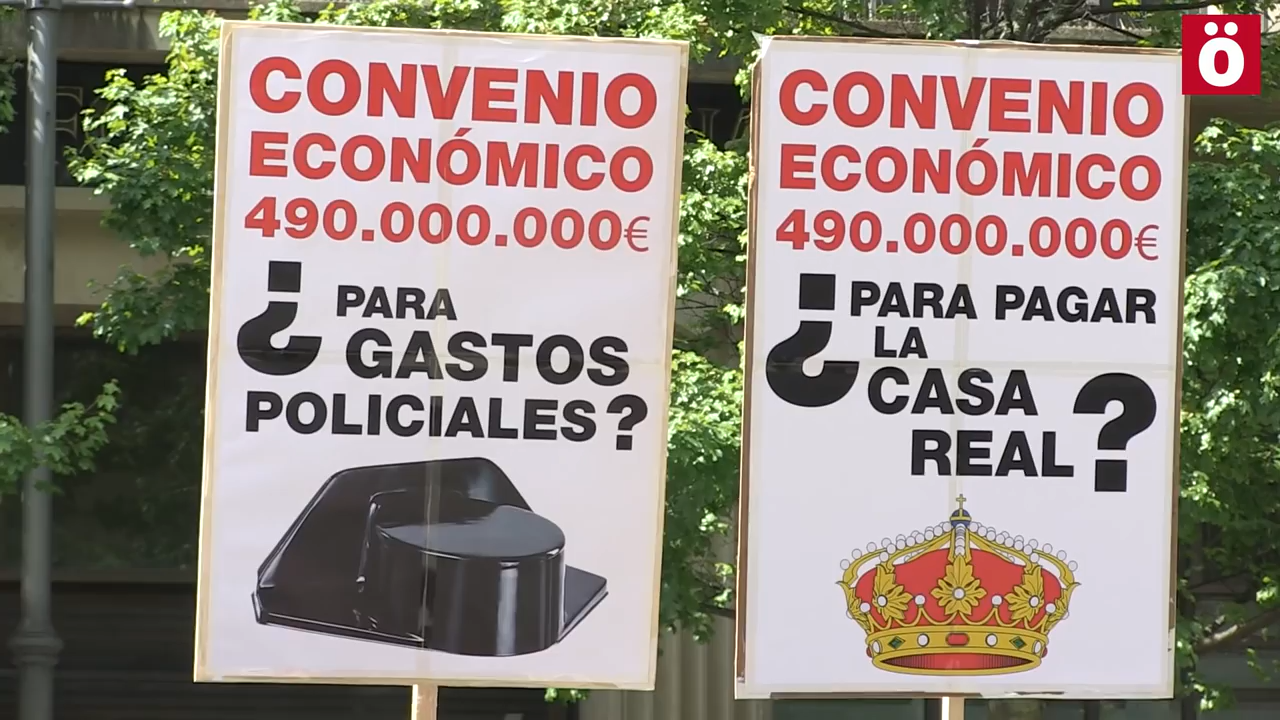 CONVENIO
ECONÓMICO
490.000.000€
¿PARA
GASTOS
POLICIALES?
CONVENIO
ECONÓMICO
490.000.000€
¿PARA PAGAR
LA
CASA
REAL?
Ö